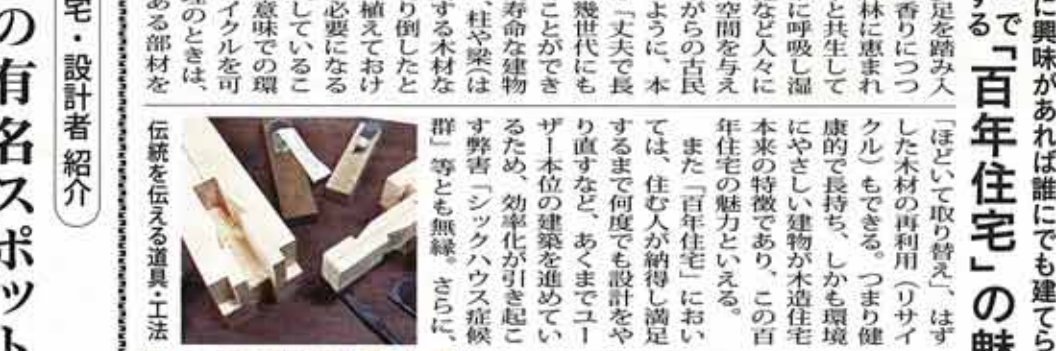 に興味があれば誰にでも建てら
で
する
「百年住宅」の魅
足を踏み入
香りにつつ
林に恵まれ
と共生して
に呼吸し湿
など人々に
空間を与え
がらの古民
ように、本
「丈夫で長
幾世代にも
ことができ
寿命な建物
、柱や梁(は
する木材な
り倒したと
植えておけ
必要になる
しているこ
意味での環
イクルを可
のときは、
ある部材を
「ほどいて取り替え」、はず
した木材の再利用（リサイ
クル）もできる。つまり健
康的で長持ち、しかも環境
にやさしい建物が木造住宅
本来の特徴であり、この百
年住宅の魅力といえる。
また「百年住宅」におい
ては、住む人が納得し満足
するまで何度でも設計をや
り直すなど、あくまでユー
ザー本位の建築を進めてい
るため、効率化が引き起こ
す弊害「シックハウス症候
群」等とも無縁。さらに、
伝統を伝える道具・工法
宅・設計者 紹介
の有名スポット